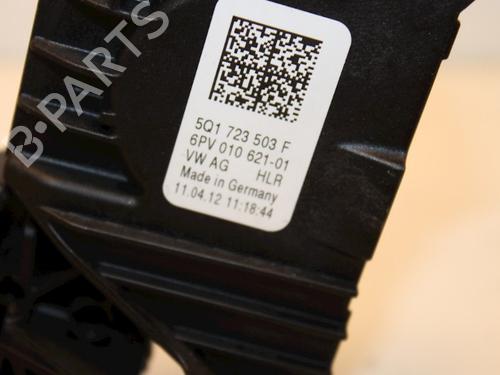 B-PARTS
5Q1 723 503 F
6PV 010 621-01
VW AG HLR
Made in Germany
11.04.12 11:18:44